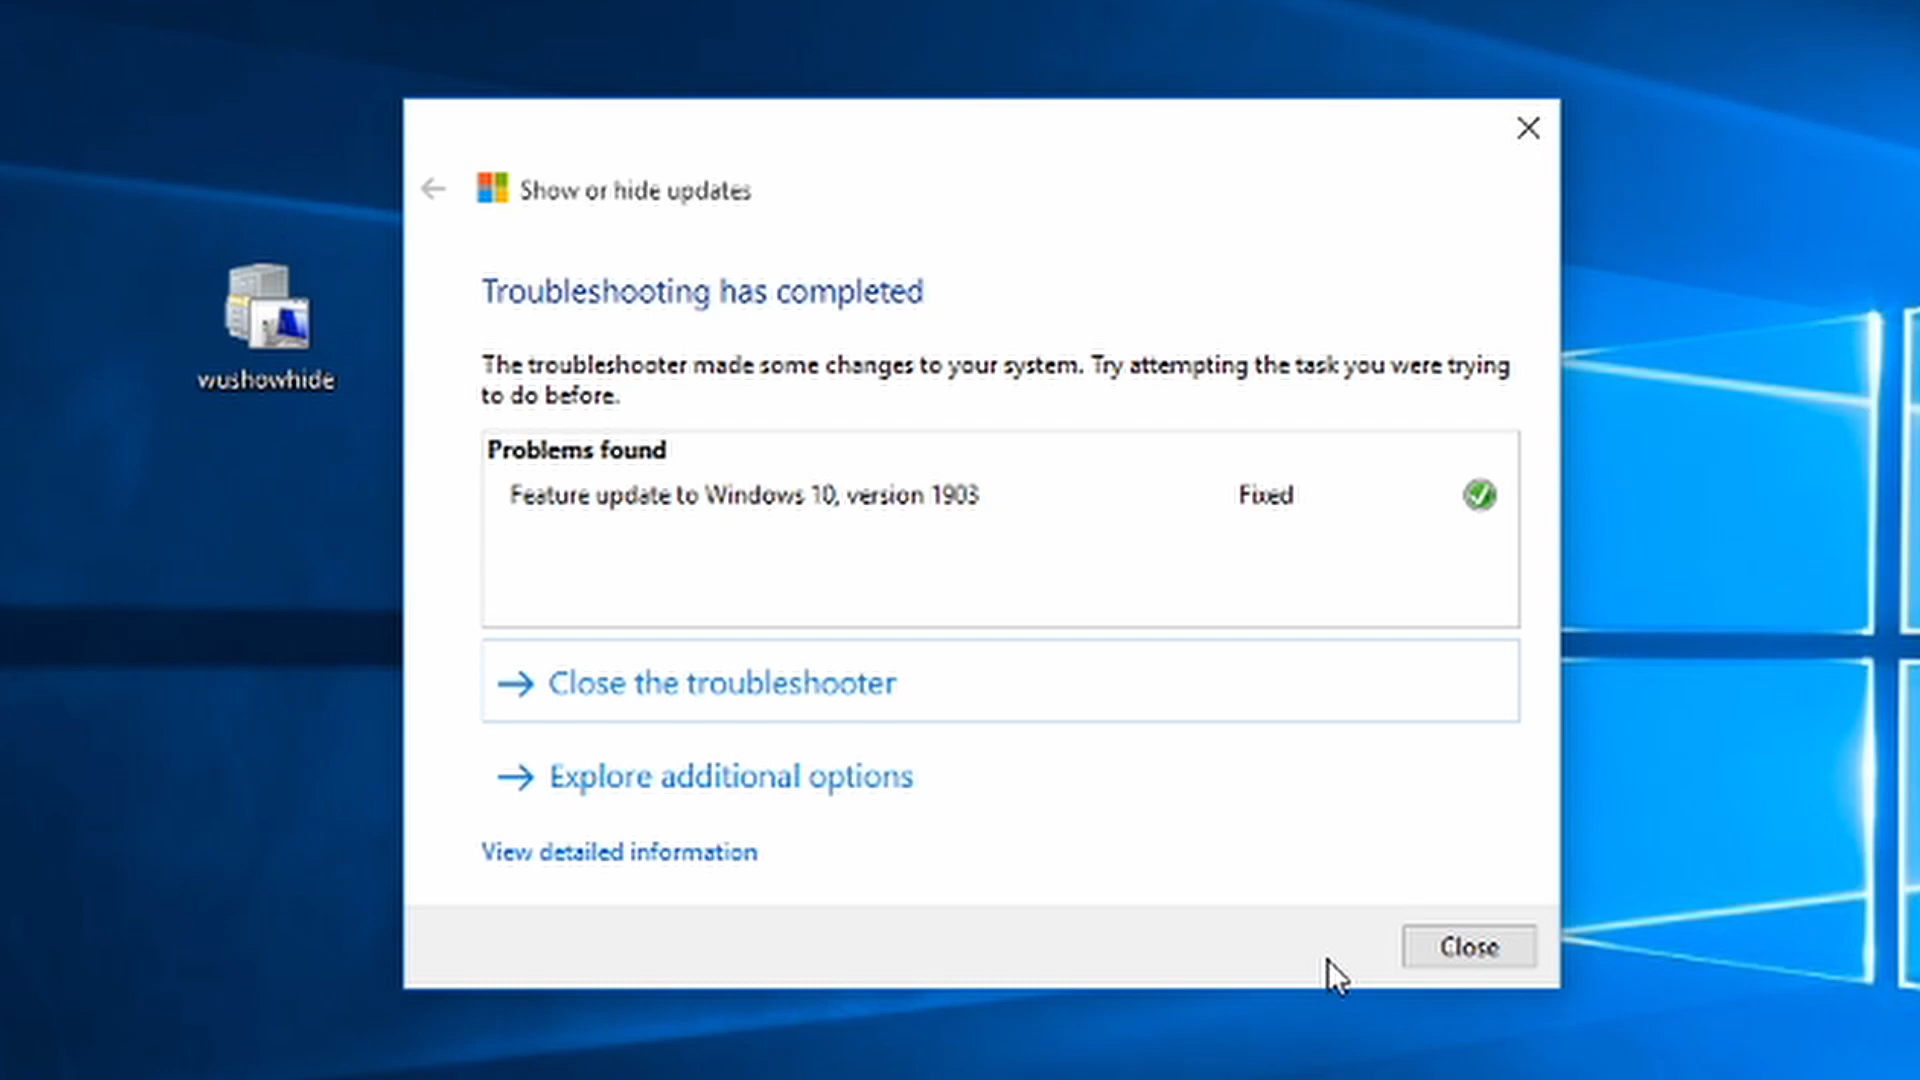 Show or hide updates
wushowhide
Troubleshooting has completed
The troubleshooter made some changes to your system. Try attempting the task you were trying
to do before.
Problems found
Feature update to Windows 10, version 1903 Fixed
Close the troubleshooter
Explore additional options
View detailed information
Close